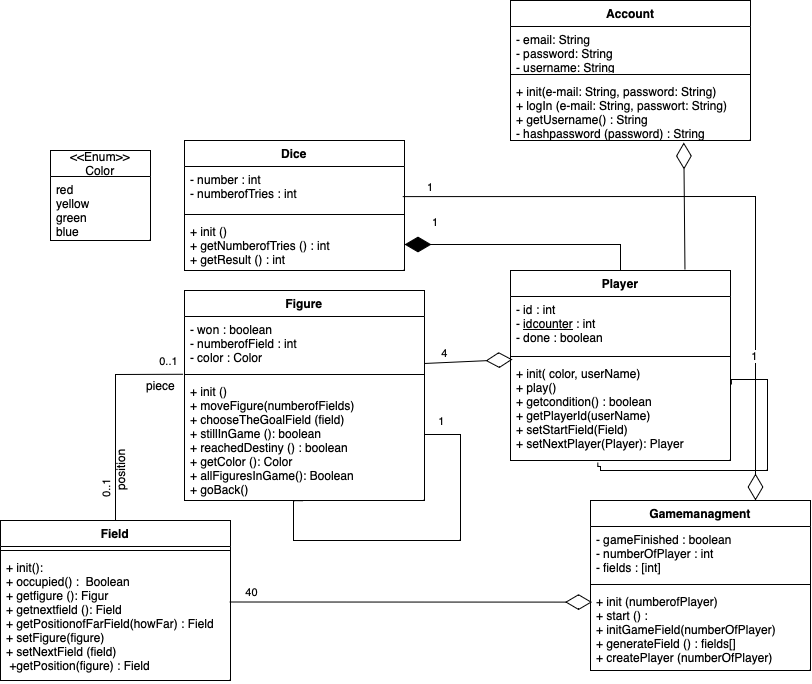 Account
- email: String
- password: String
- username: String
+ init(e-mail: String, password: String)
+ logIn (e-mail: String, passwort: String)
+ getUsername() : String
- hashpassword (password) : String
<<Enum>>
Color
red
yellow
green
blue
Dice
- number : int
- numberofTries : int
+ init ()
+ getNumberofTries () : int
+ getResult () : int
1
1
Figure
- won : boolean
- numberofField : int
- color : Color
+ init ()
+ moveFigure(numberofFields)
+ chooseTheGoalField (field)
+ stillInGame (): boolean
+ reachedDestiny () : boolean
+ getColor (): Color
+ allFiguresInGame(): Boolean
+ goBack()
4
1
0..1
piece
0..1
position
Player
- id : int
- idcounter : int
- done : boolean
+ init( color, userName)
+ play()
+ getcondition() : boolean
+ getPlayerId(userName)
+ setStartField(Field)
+ setNextPlayer(Player): Player
1
Field
+ init():
+ occupied() :  Boolean
+ getfigure (): Figur
+ getnextfield (): Field
+ getPositionofFarField(howFar) : Field
+ setFigure(figure)
+ setNextField (field)
+getPosition(figure) : Field
40
Gamemanagment
- gameFinished : boolean
- numberOfPlayer : int
- fields : [int]
+ init (numberofPlayer)
+ start () :
+ initGameField(numberOfPlayer)
+ generateField () : fields[]
+ createPlayer (numberOfPlayer)